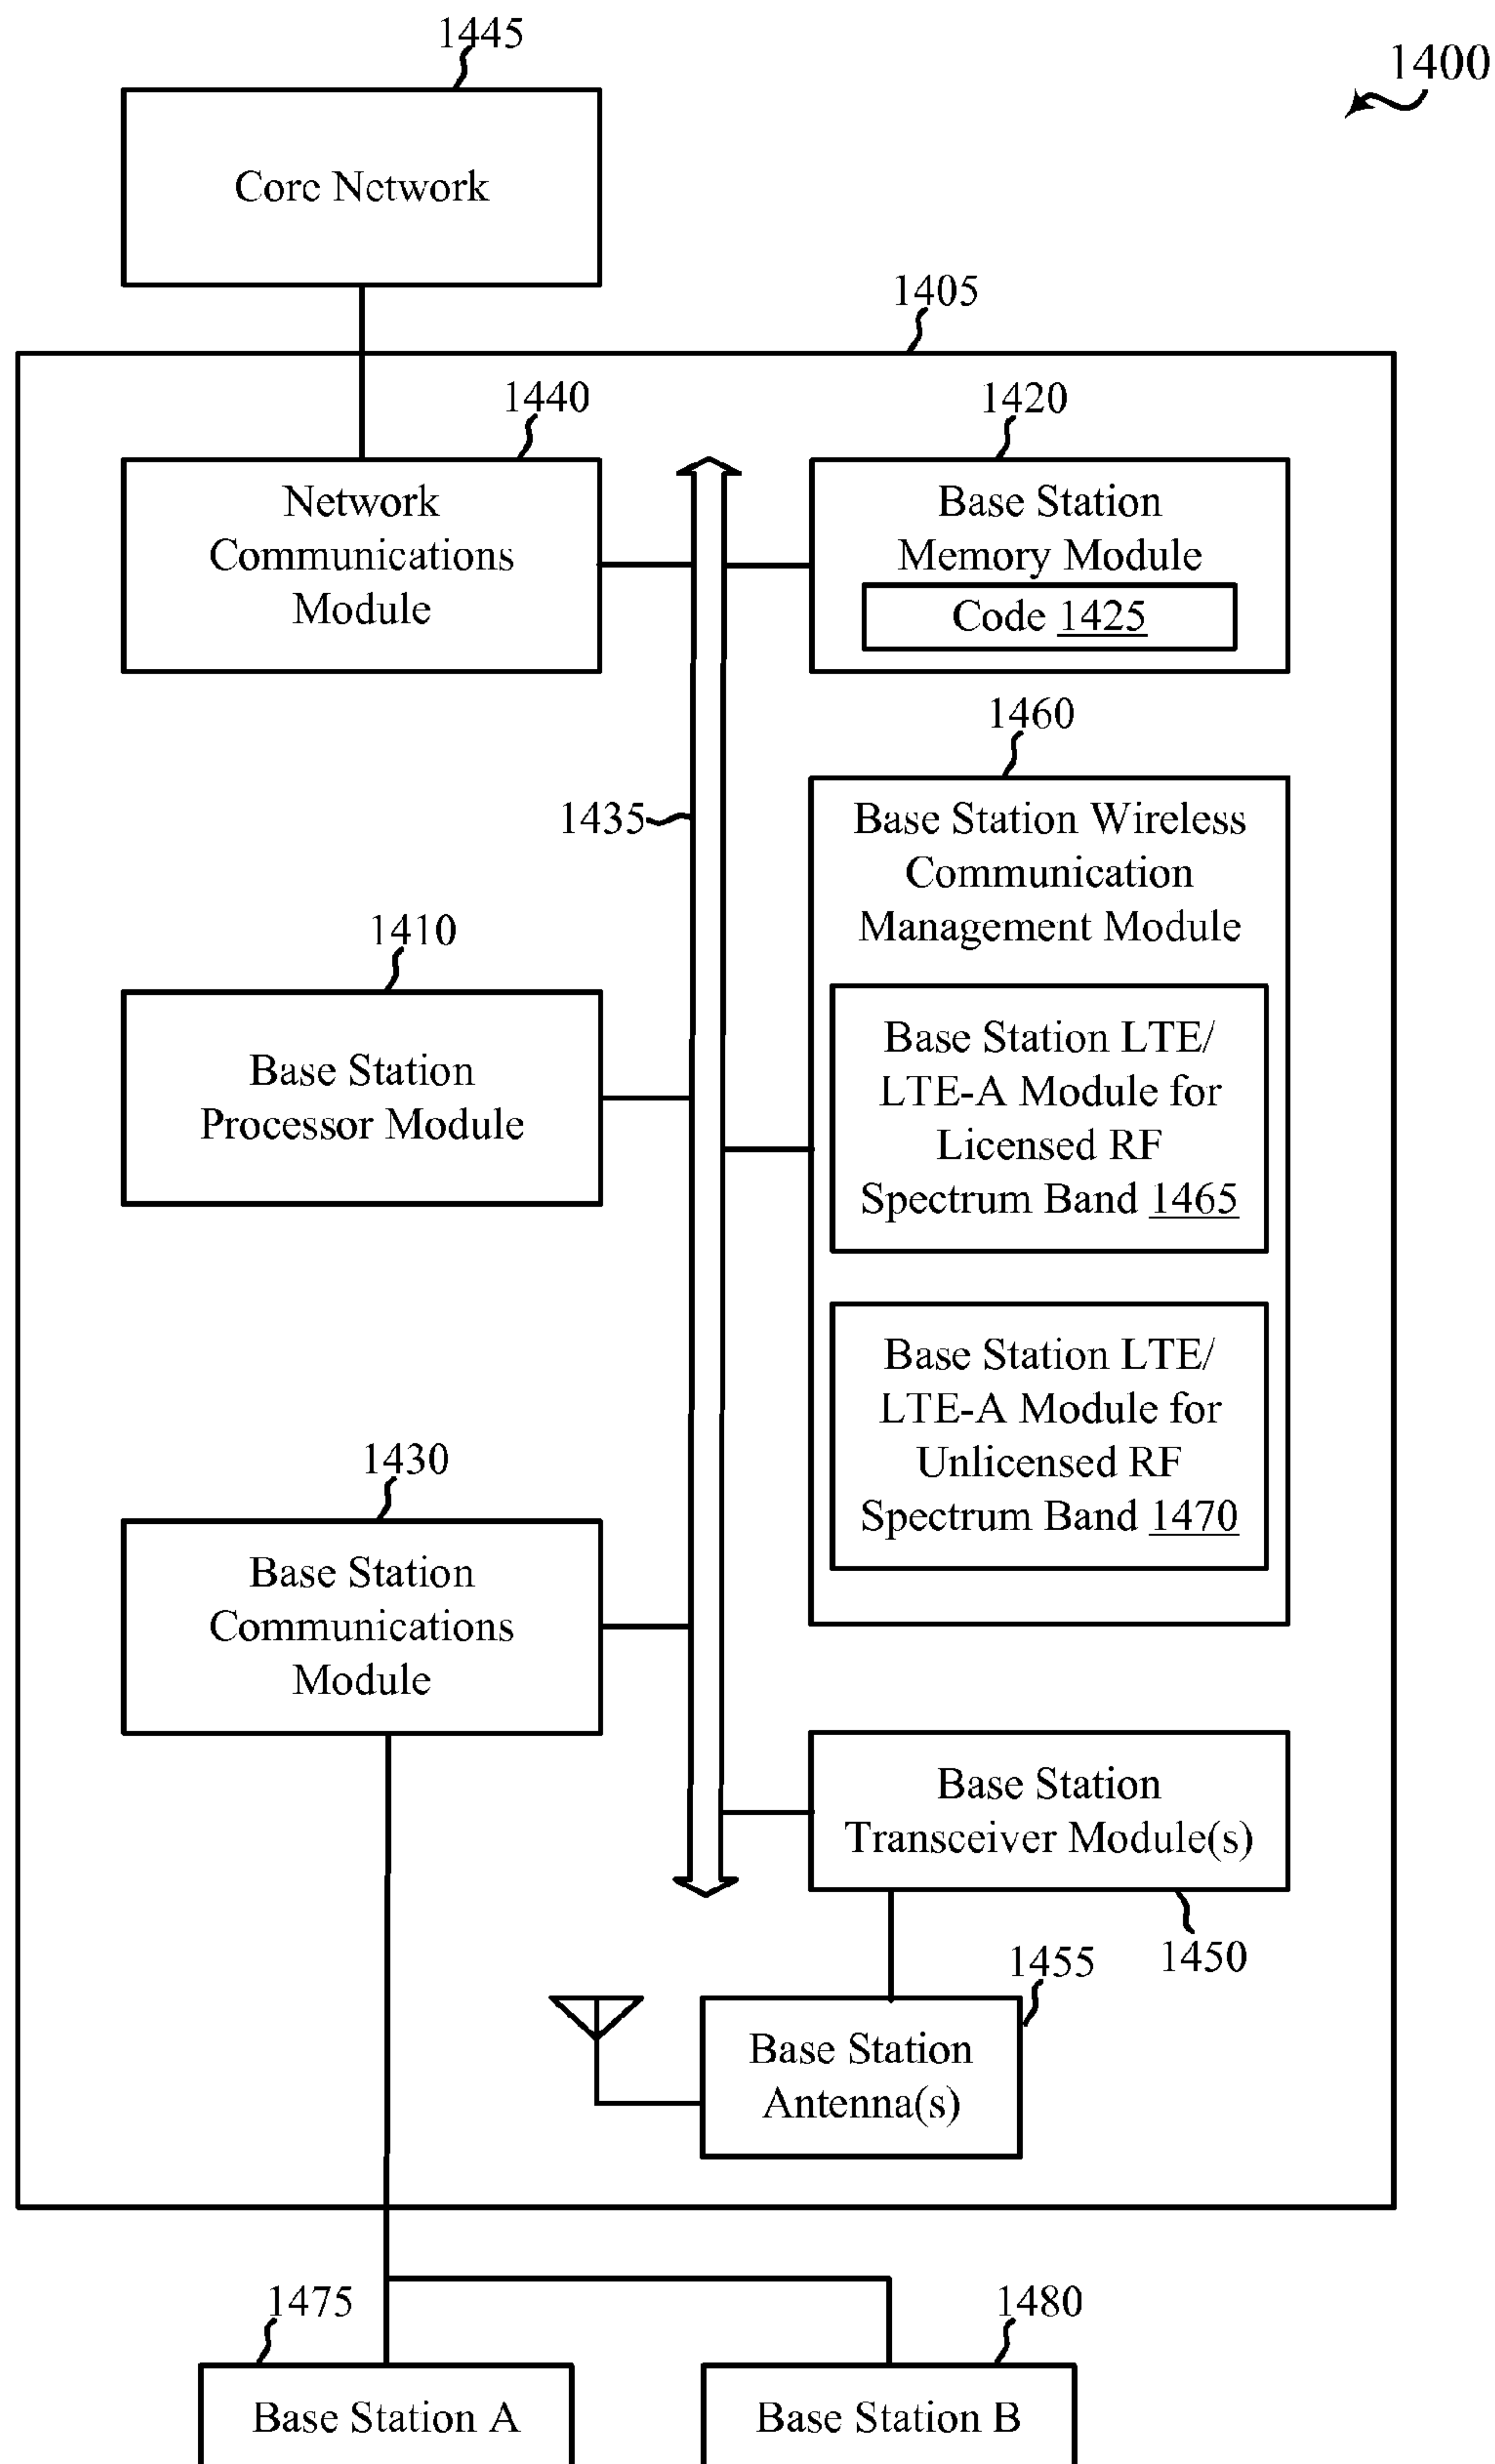 1445
1400
Core Network
1405
1440
1420
Network
Communications
Module
Base Station
Memory Module
Code 1425
1460
1435
Base Station Wireless
Communication
Management Module
1410
Base Station
Processor Module
Base Station LTE/
LTE-A Module for
Licensed RF
Spectrum Band 1465
Base Station LTE/
LTE-A Module for
Unlicensed RF
Spectrum Band 1470
1430
Base Station
Communications
Module
Base Station
Transceiver Module(s)
1450
1455
Base Station
Antenna(s)
1475
1480
Base Station A
Base Station B